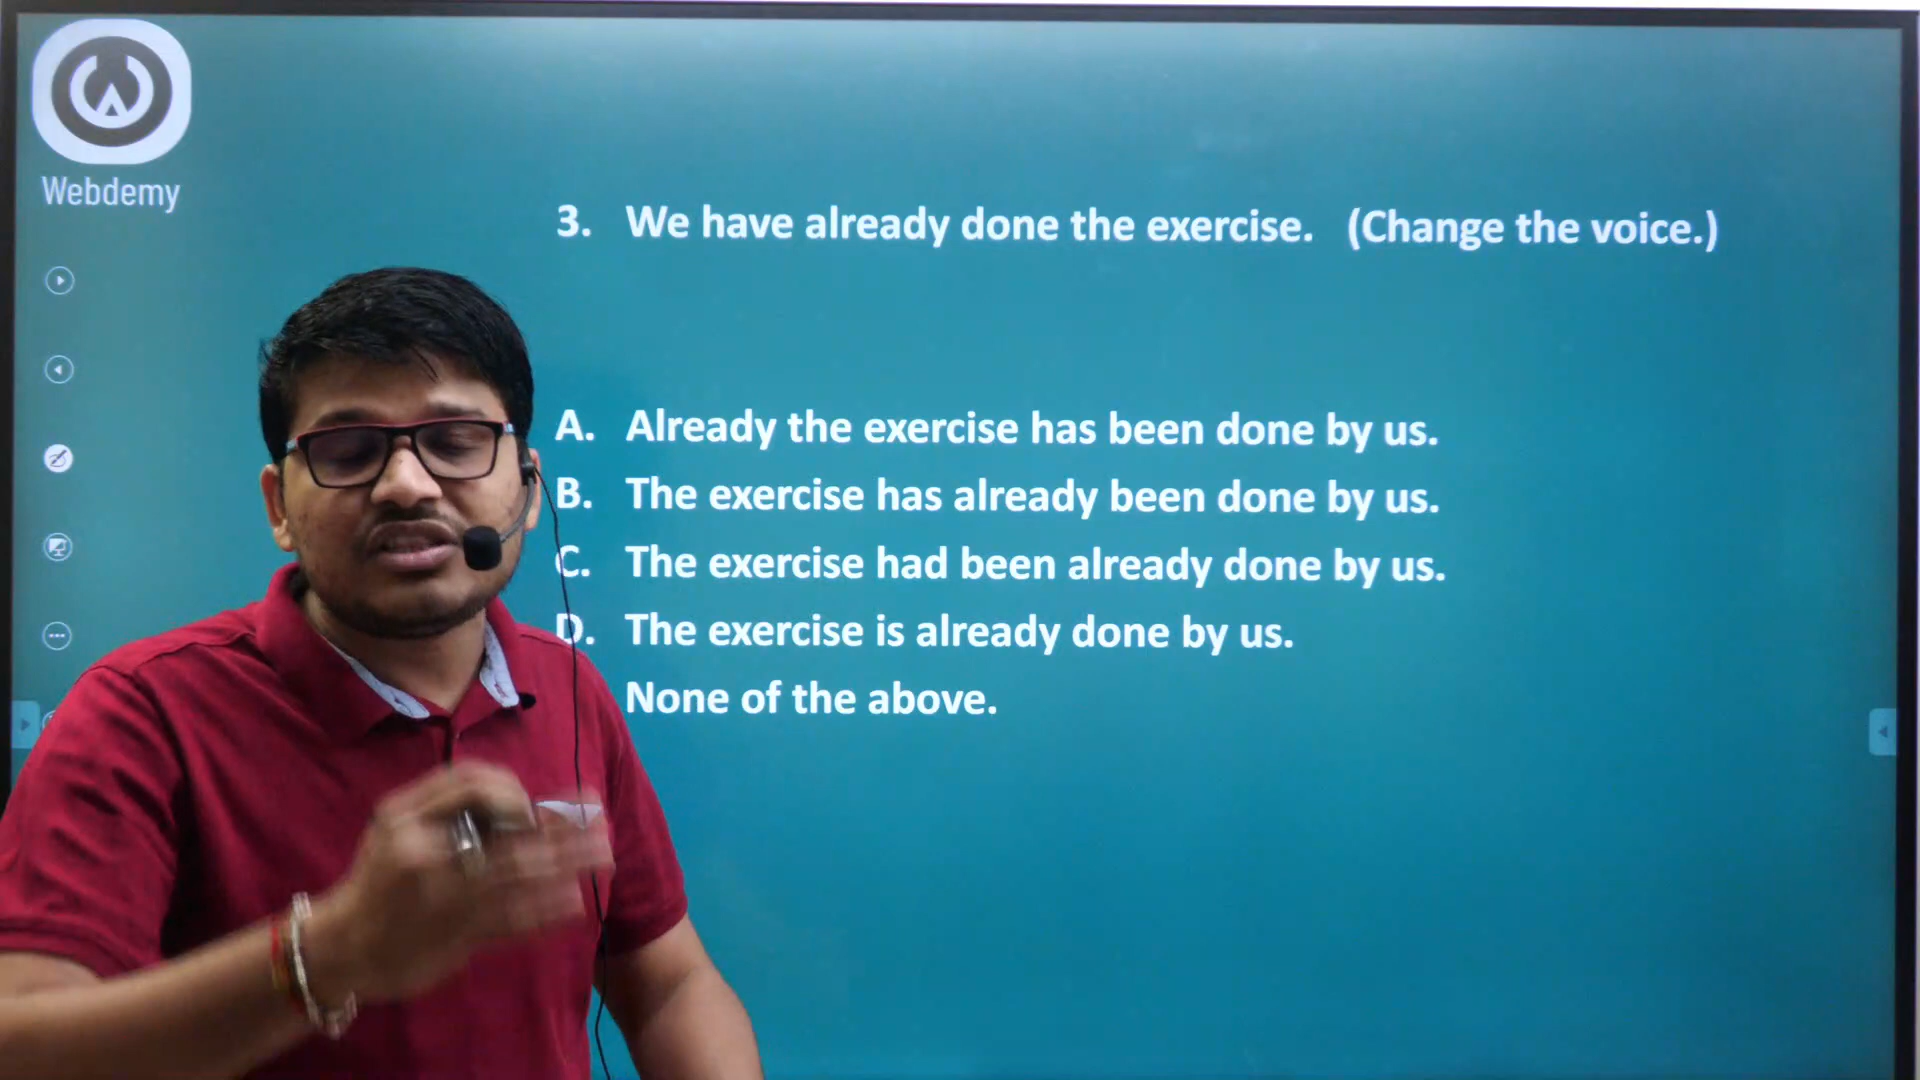 Webdemy
3. We have already done the exercise. (Change the voice.)
A. Already the exercise has been done by us.
B. The exercise has already been done by us.
C. The exercise had been already done by us.
D. The exercise is already done by us.
None of the above.